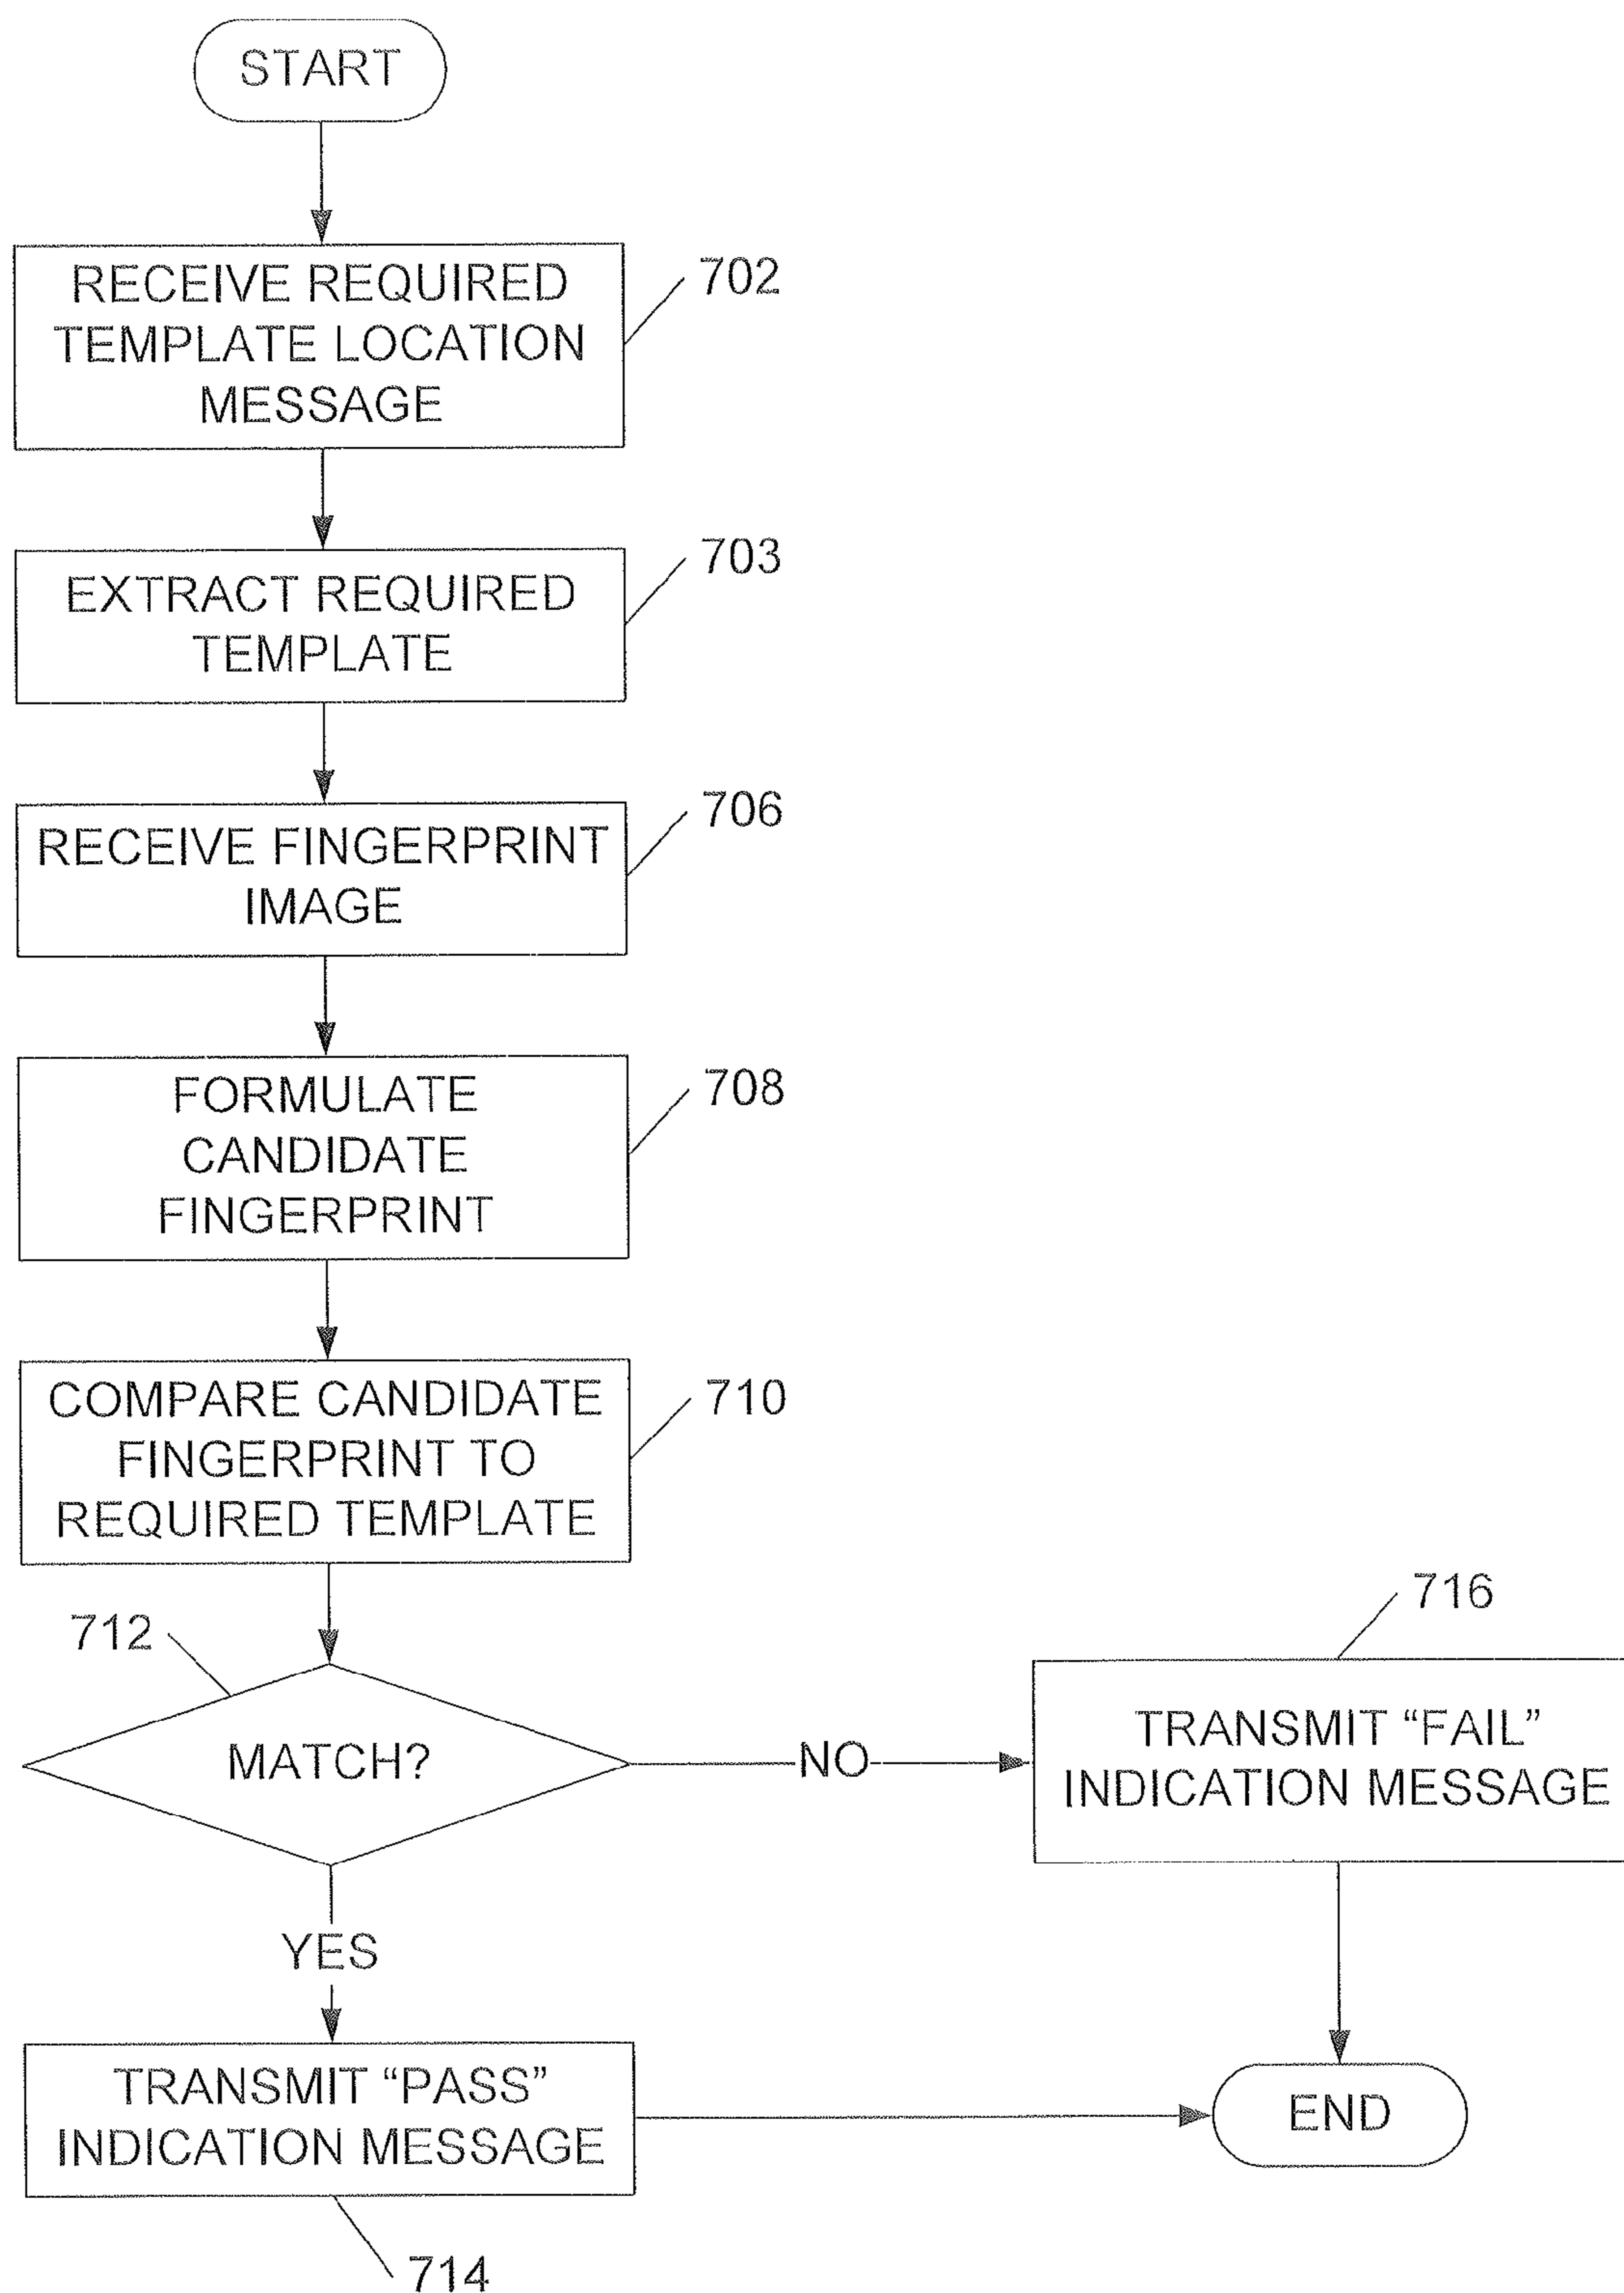 START
RECEIVE REQUIRED
TEMPLATE LOCATION
MESSAGE
702
EXTRACT REQUIRED
TEMPLATE
703
RECEIVE FINGERPRINT
IMAGE
706
FORMULATE
CANDIDATE
FINGERPRINT
708
COMPARE CANDIDATE
FINGERPRINT TO
REQUIRED TEMPLATE
710
712
MATCH?
NO
716
TRANSMIT “FAIL”
INDICATION MESSAGE
YES
TRANSMIT “PASS”
INDICATION MESSAGE
714
END